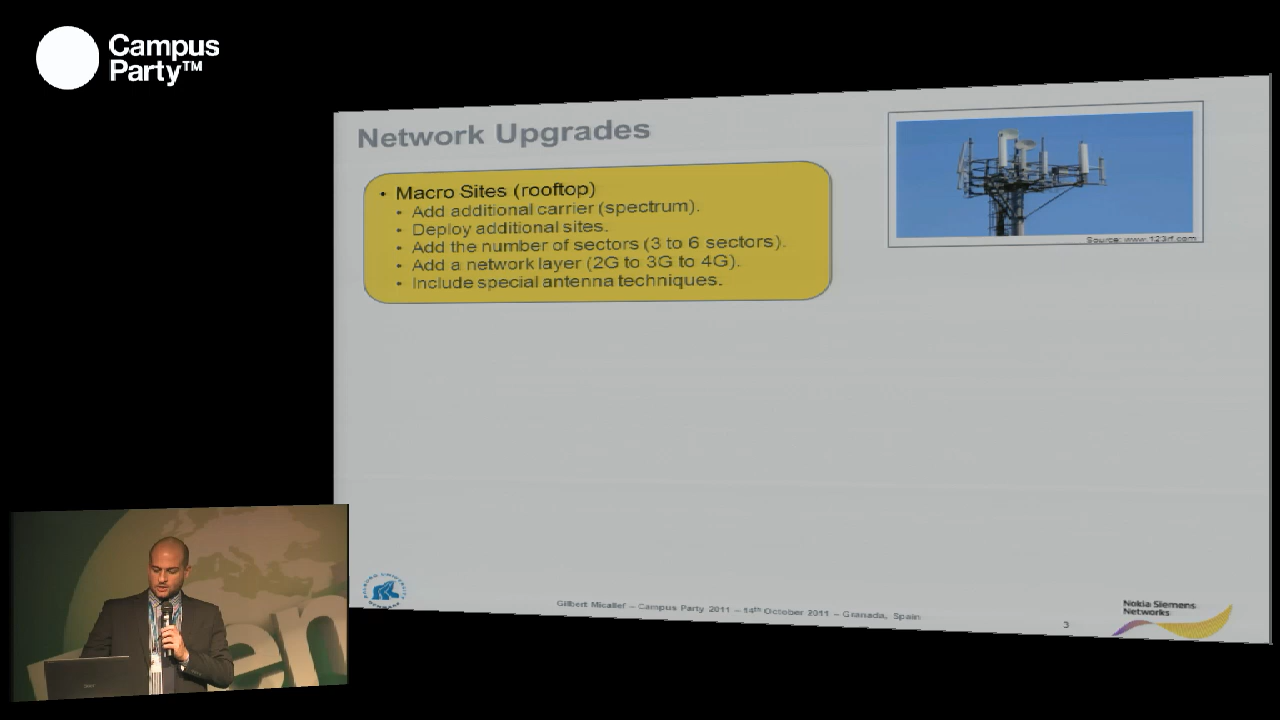 Campus
Party™
Network Upgrades
• Macro Sites (rooftop)
• Add additional carrier (spectrum).
• Deploy additional sites.
• Add the number of sectors (3 to 6 sectors).
• Add a network layer (2G to 3G to 4G).
• Include special antenna techniques.
Source: www.123rf.com
Gilbert Micallef – Campus Party 2011 – 14th October 2011 – Granada, Spain
3
Nokia Siemens
Networks
en